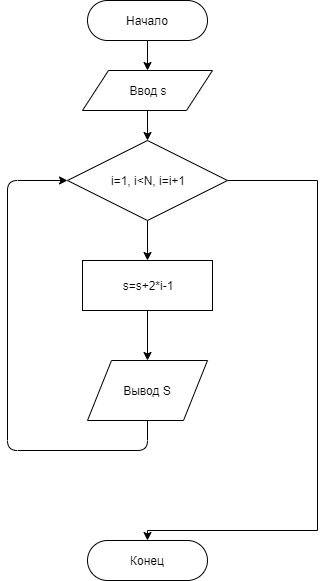 Начало
Ввод s
i=1, i<N, i=i+1
s=s+2*i-1
Вывод S
Конец